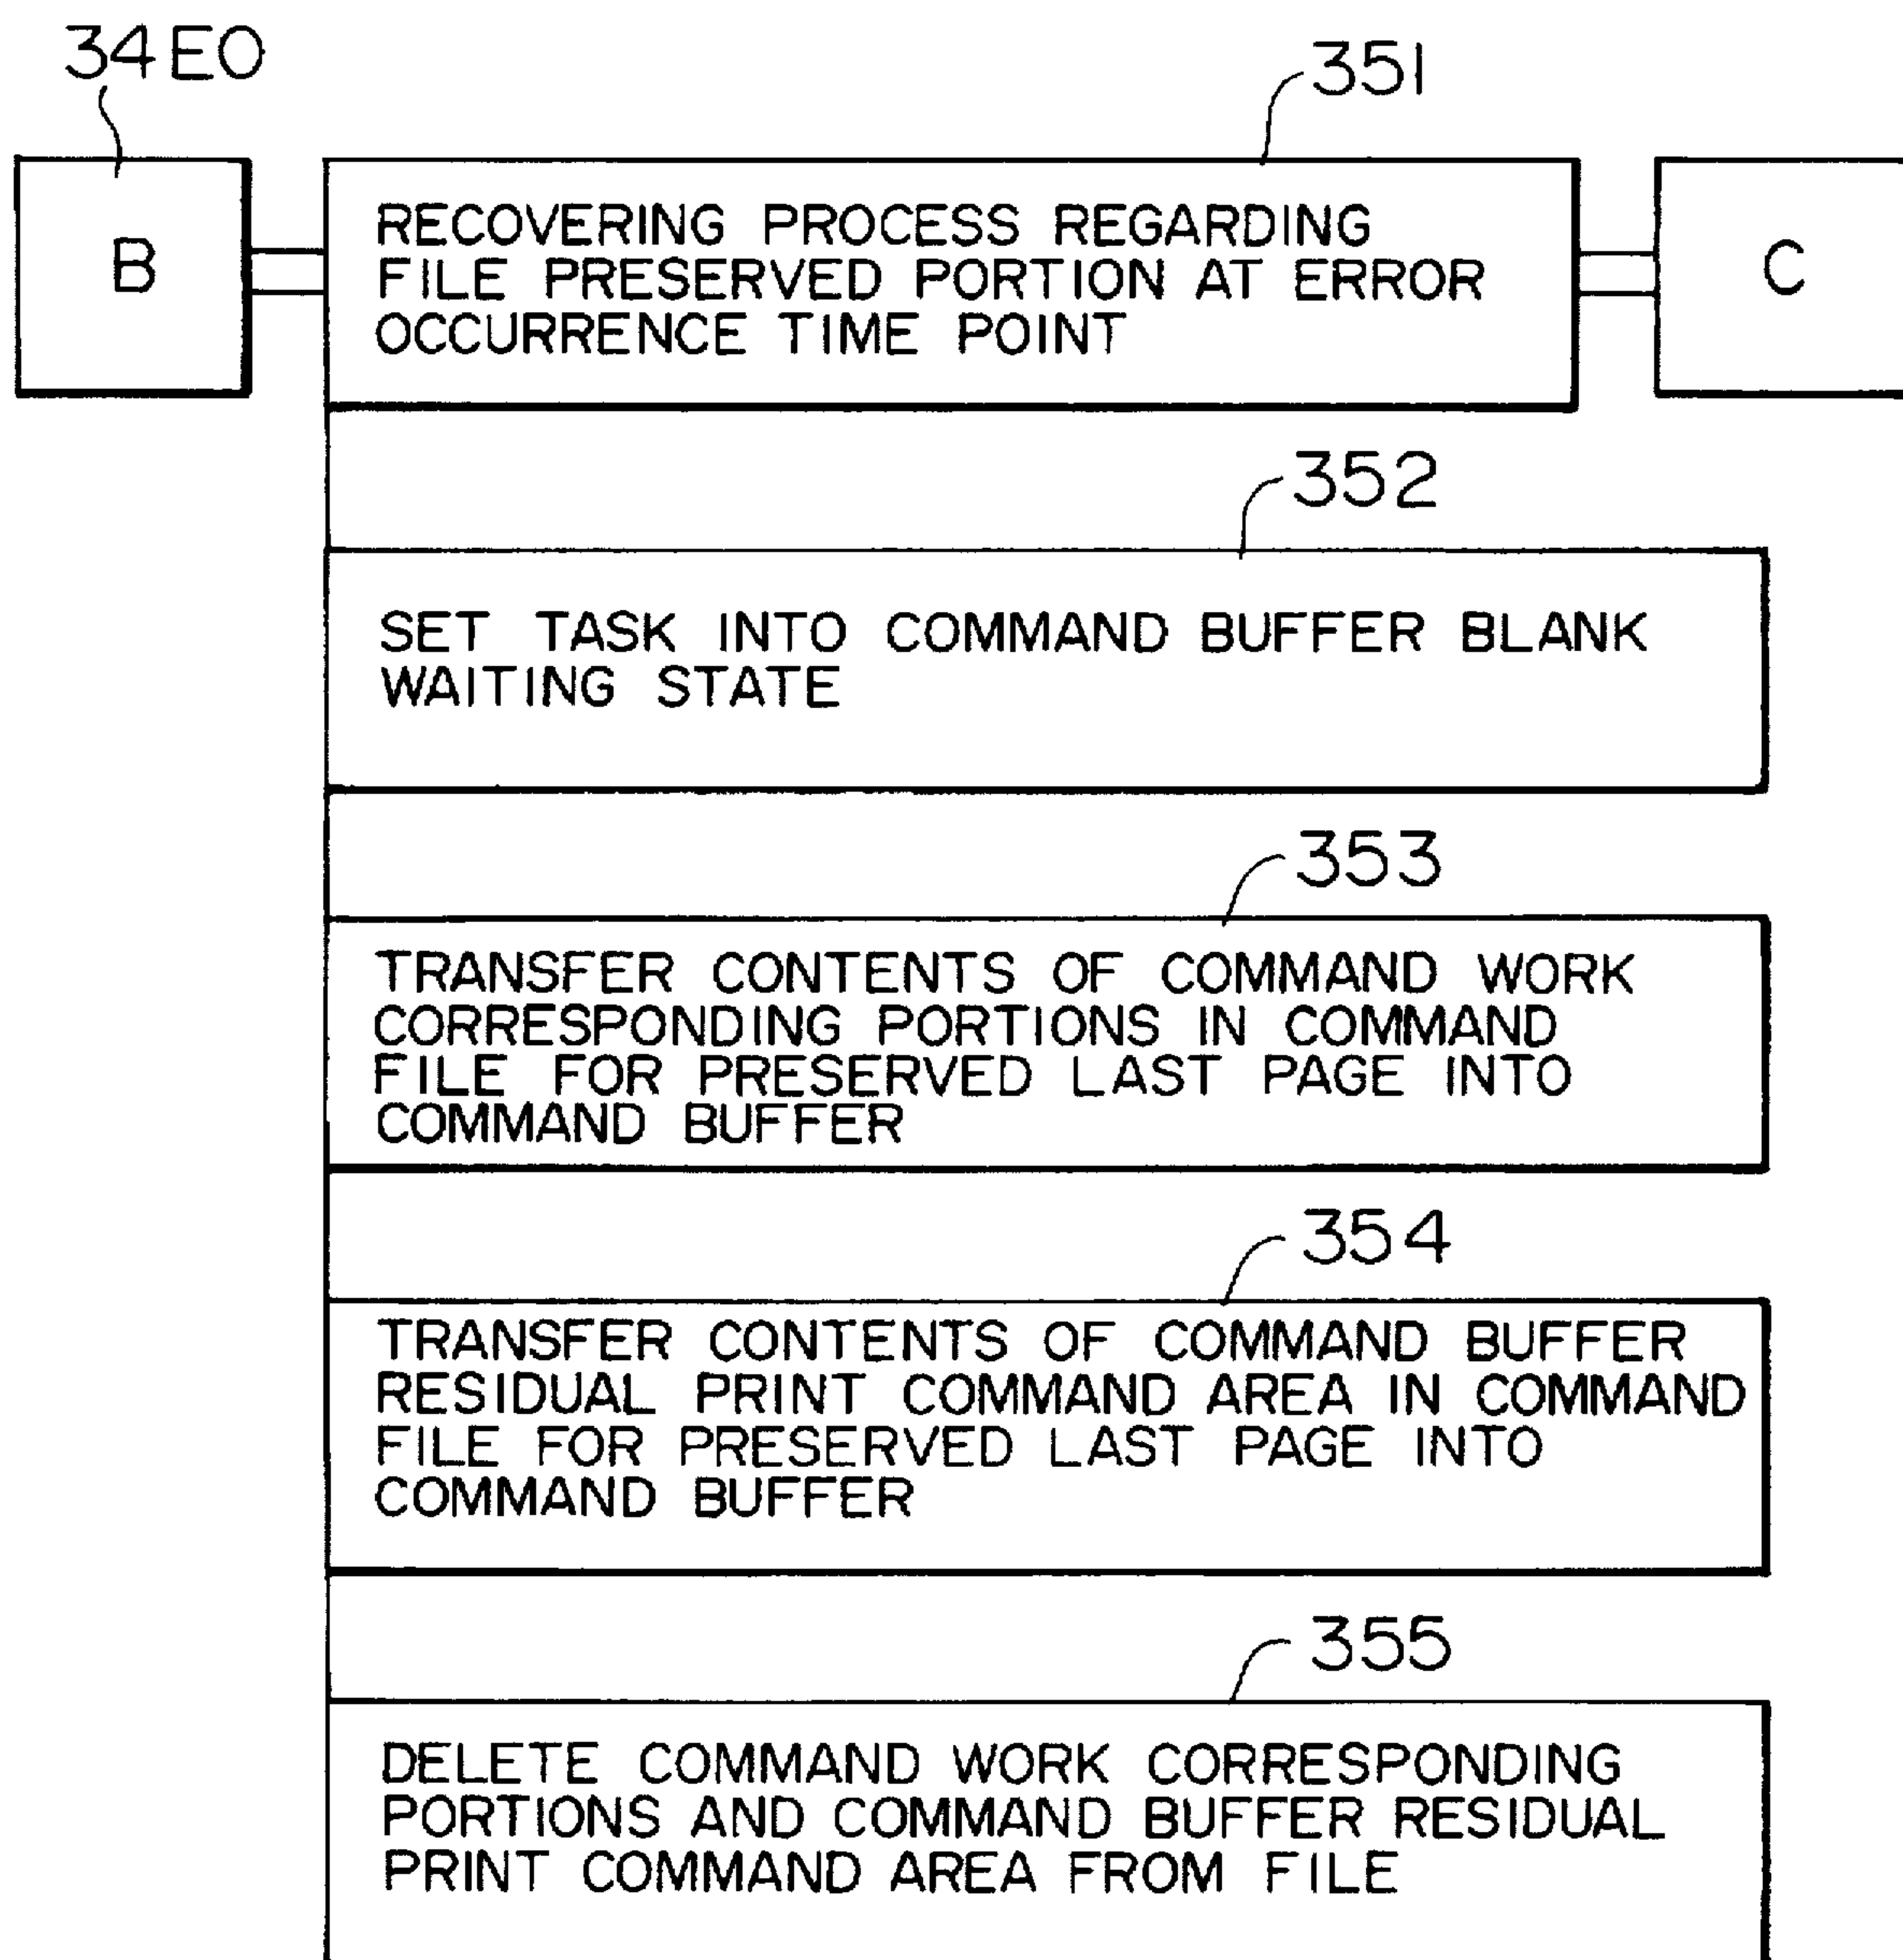 34E0
351
B
RECOVERING PROCESS REGARDING
FILE PRESERVED PORTION AT ERROR
OCCURRENCE TIME POINT
C
352
SET TASK INTO COMMAND BUFFER BLANK
WAITING STATE
353
TRANSFER CONTENTS OF COMMAND WORK
CORRESPONDING PORTIONS IN COMMAND
FILE FOR PRESERVED LAST PAGE INTO
COMMAND BUFFER
354
TRANSFER CONTENTS OF COMMAND BUFFER
RESIDUAL PRINT COMMAND AREA IN COMMAND
FILE FOR PRESERVED LAST PAGE INTO
COMMAND BUFFER
355
DELETE COMMAND WORK CORRESPONDING
PORTIONS AND COMMAND BUFFER RESIDUAL
PRINT COMMAND AREA FROM FILE